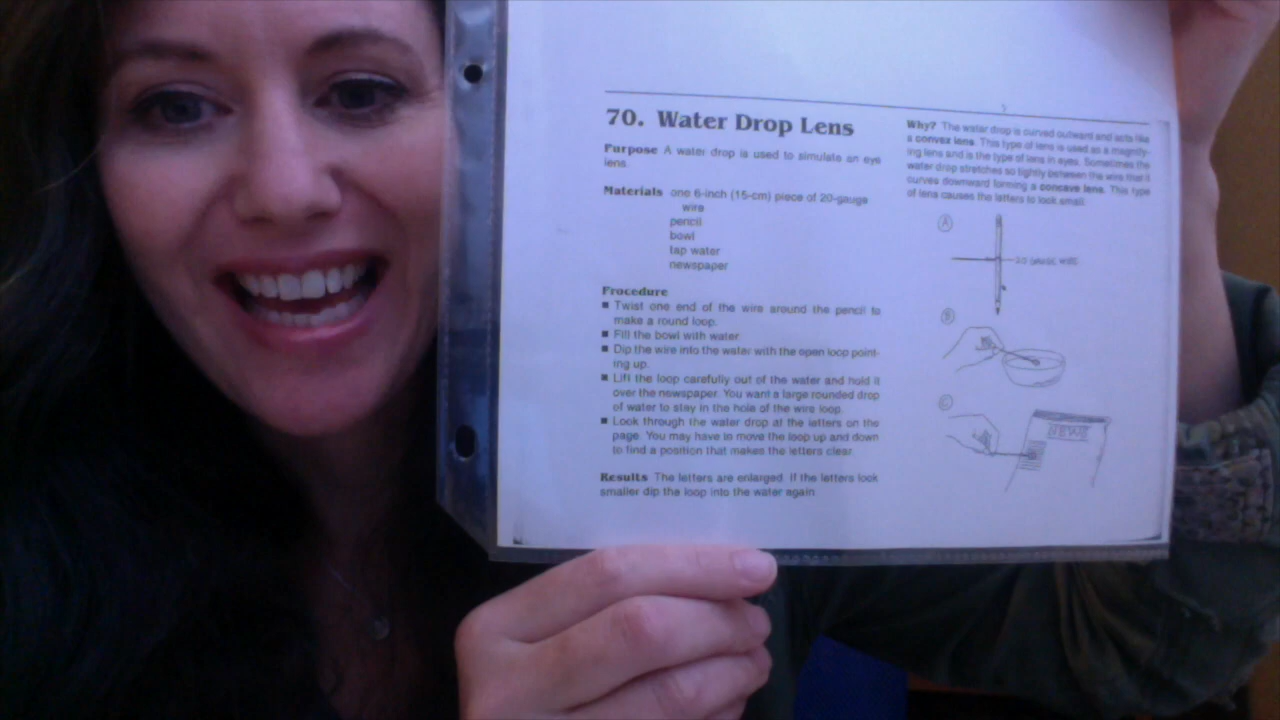 70. Water Drop Lens
Purpose A water drop is used to simulate an eye
lens.
Materials one 6-inch (15-cm) piece of 20-gauge
wire
pencil
bowl
tap water
newspaper
Procedure
■ Twist one end of the wire around the pencil to
make a round loop.
■ Fill the bowl with water.
■ Dip the wire into the water with the open loop point-
ing up.
■ Lift the loop carefully out of the water and hold it
over the newspaper. You want a large rounded drop
of water to stay in the hole of the wire loop.
■ Look through the water drop at the letters on the
page. You may have to move the loop up and down
to find a position that makes the letters clear.
Results The letters are enlarged. If the letters look
smaller dip the loop into the water again.
Why? The water drop is curved outward and acts like
a convex lens. This type of lens is used as a magnify-
ing lens and is the type of lens in eyes. Sometimes the
water drop stretches so tightly between the wire that it
curves downward forming a concave lens. This type
of lens causes the letters to look small.
A
20 GAUGE WIRE
B
C
NEWS